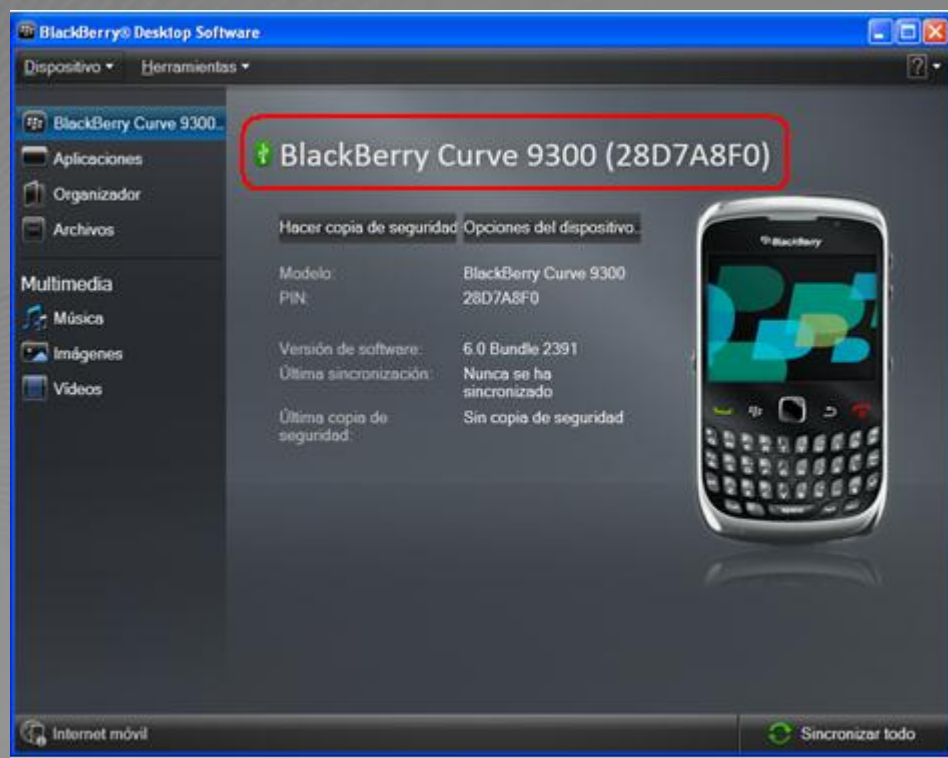 BlackBerry® Desktop Software
Dispositivo Herramientas ?
BlackBerry Curve 9300...
Aplicaciones
Organizador
Archivos
Multimedia
Música
Imágenes
Vídeos
BlackBerry Curve 9300 (28D7A8F0)
Hacer copia de seguridad Opciones del dispositivo...
Modelo: BlackBerry Curve 9300
PIN: 28D7A8F0
Versión de software: 6.0 Bundle 2391
Última sincronización: Nunca se ha
sincronizado
Última copia de Sin copia de seguridad
seguridad:
BlackBerry
Internet móvil Sincronizar todo